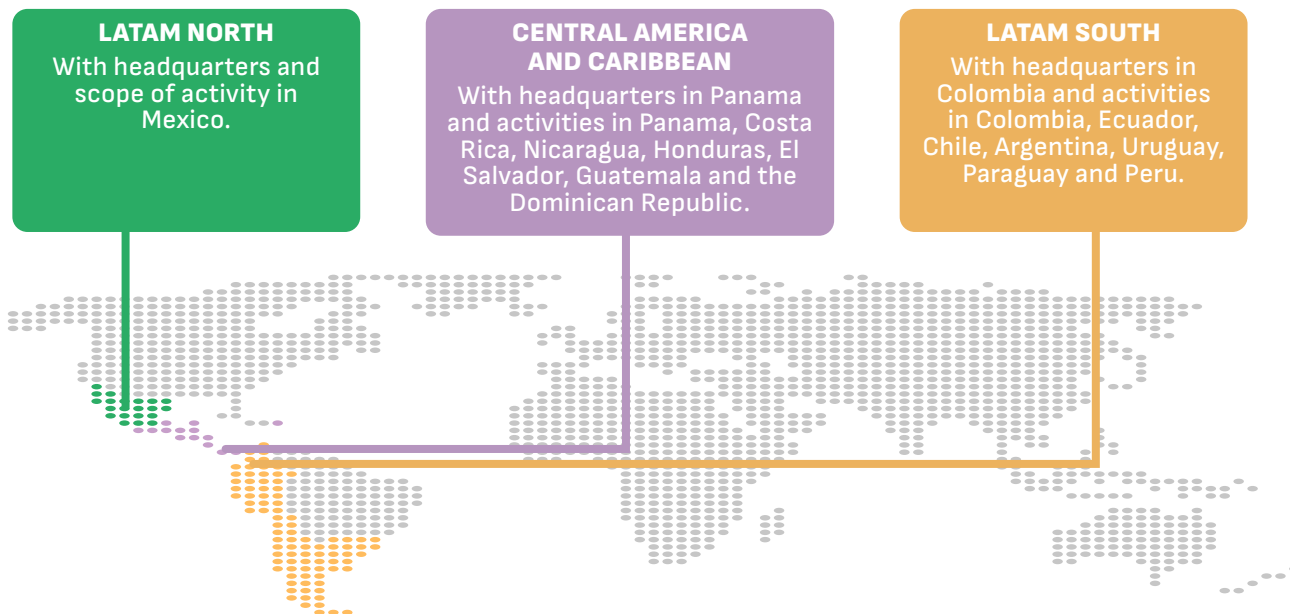 LATAM NORTH
With headquarters and
scope of activity in
Mexico.
CENTRAL AMERICA
AND CARIBBEAN
With headquarters in Panama
and activities in Panama, Costa
Rica, Nicaragua, Honduras, El
Salvador, Guatemala and the
Dominican Republic.
LATAM SOUTH
With headquarters in
Colombia and activities
in Colombia, Ecuador,
Chile, Argentina, Uruguay,
Paraguay and Peru.